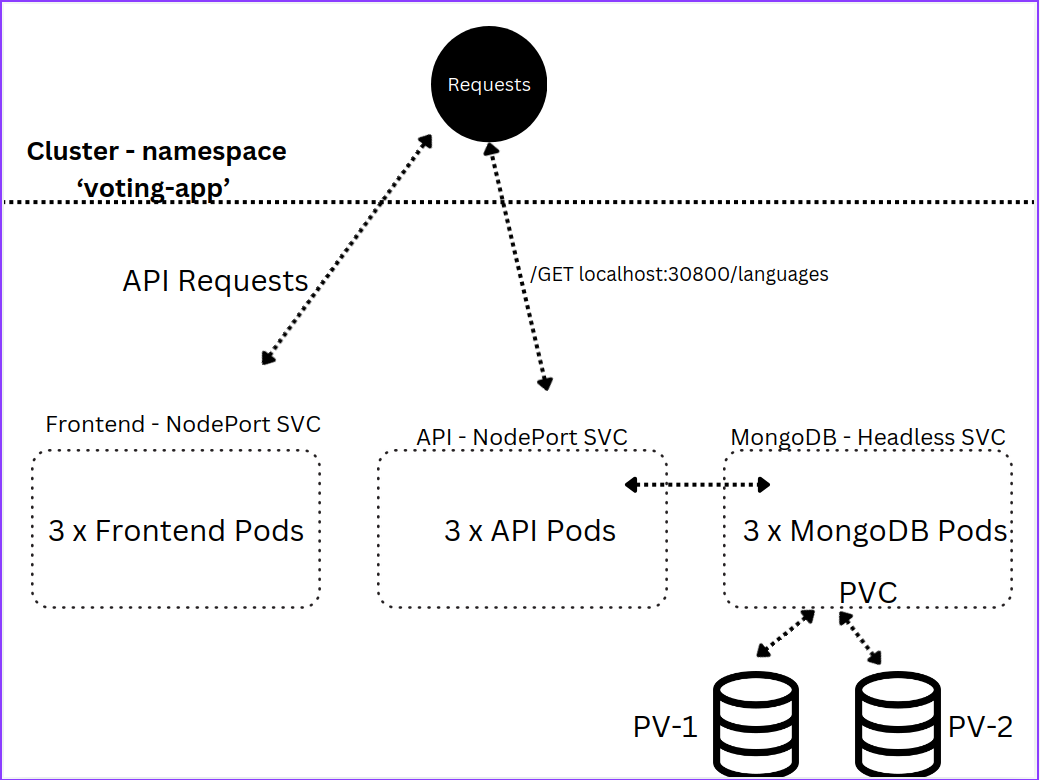 Requests
Cluster - namespace
‘voting-app’
API Requests
/GET localhost:30800/languages
Frontend - NodePort SVC
API - NodePort SVC
MongoDB - Headless SVC
3 x Frontend Pods
3 x API Pods
3 x MongoDB Pods
PVC
PV-1
PV-2